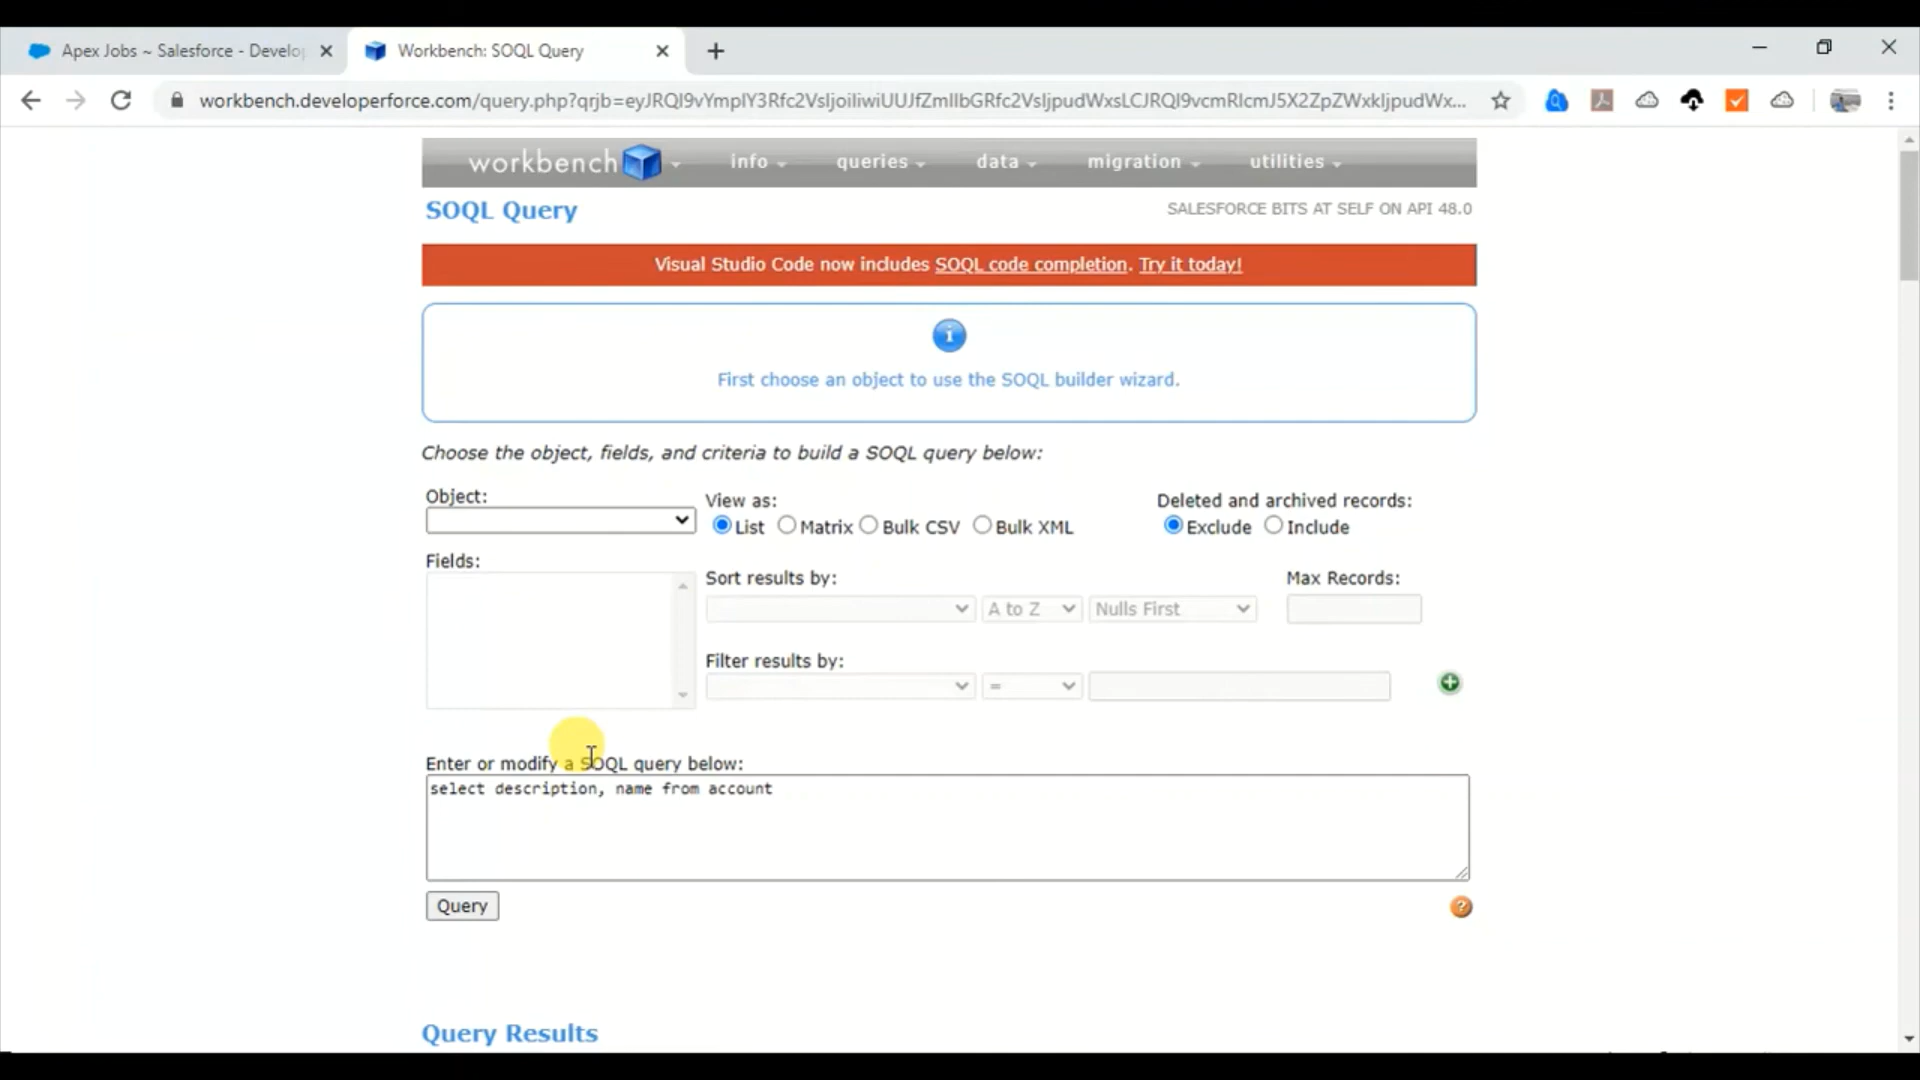 Apex Jobs ~ Salesforce - Develop
Workbench: SOQL Query
workbench.developerforce.com/query.php?
workbench info queries data migration utilities
SOQL Query
SALESFORCE BITS AT SELF ON API 48.0
Visual Studio Code now includes SOQL code completion. Try it today!
First choose an object to use the SOQL builder wizard.
Choose the object, fields, and criteria to build a SOQL query below:
Object:
View as:
Deleted and archived records:
List Matrix Bulk CSV Bulk XML
Exclude Include
Fields:
Sort results by:
Max Records:
A to Z Nulls First
Filter results by:
=
Enter or modify a SOQL query below:
select description, name from account
Query
Query Results